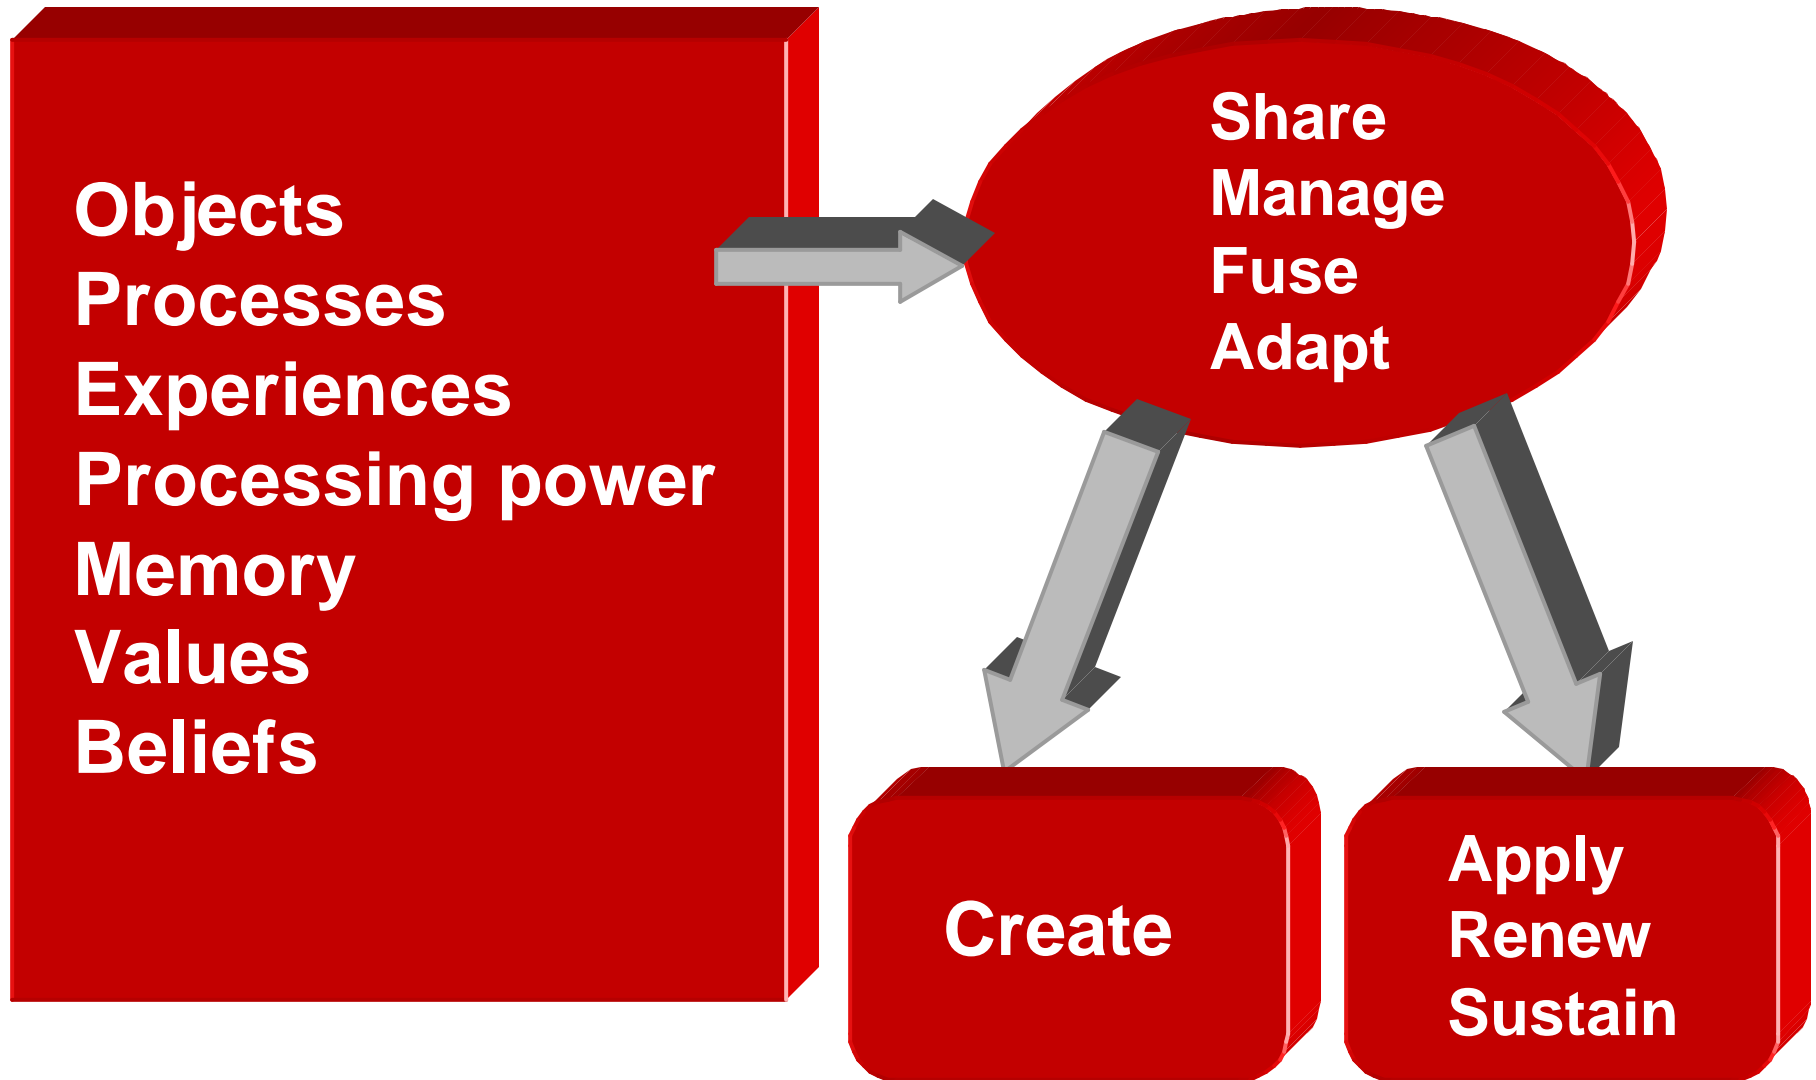 Objects
Processes
Experiences
Processing power
Memory
Values
Beliefs
Share
Manage
Fuse
Adapt
Create
Apply
Renew
Sustain